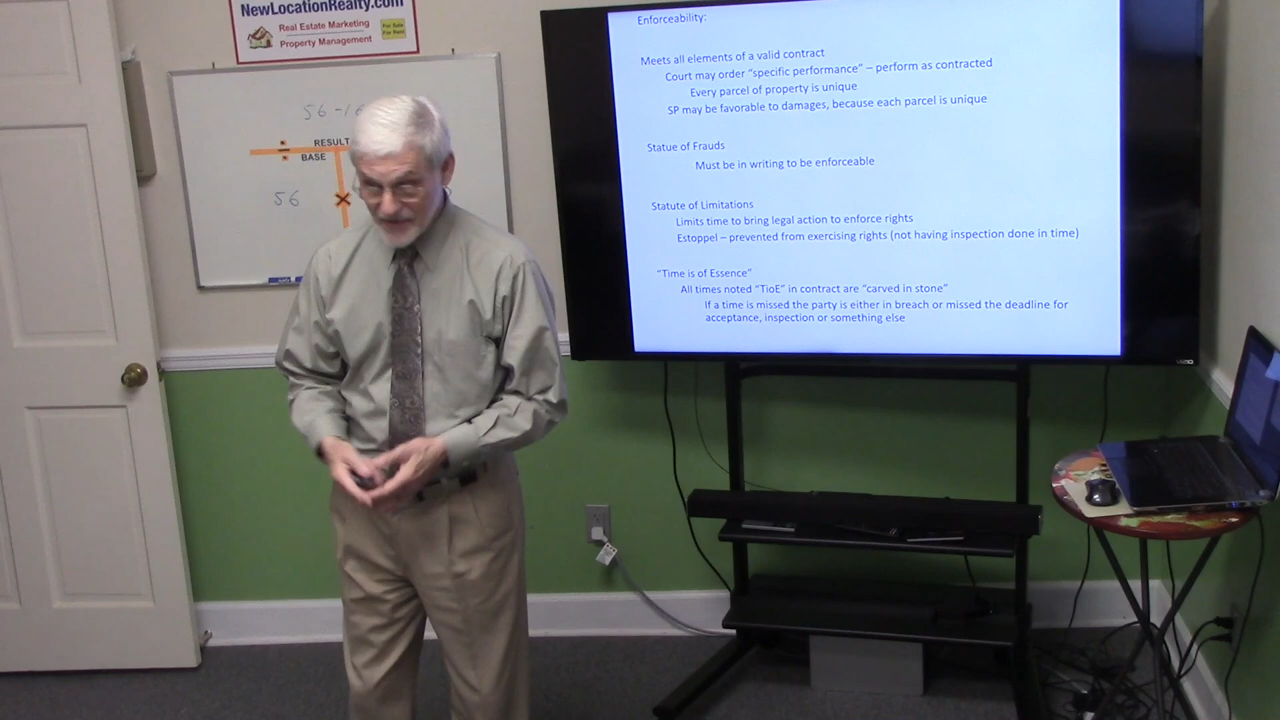 NewLocationRealty.com
Real Estate Marketing
Property Management
For Sale
For Rent
56 - 16
RESULT
BASE
56
Enforceability:
Meets all elements of a valid contract
Court may order “specific performance” – perform as contracted
Every parcel of property is unique
SP may be favorable to damages, because each parcel is unique
Statue of Frauds
Must be in writing to be enforceable
Statute of Limitations
Limits time to bring legal action to enforce rights
Estoppel – prevented from exercising rights (not having inspection done in time)
“Time is of Essence”
All times noted “TioE” in contract are “carved in stone”
If a time is missed the party is either in breach or missed the deadline for
acceptance, inspection or something else
VIZIO